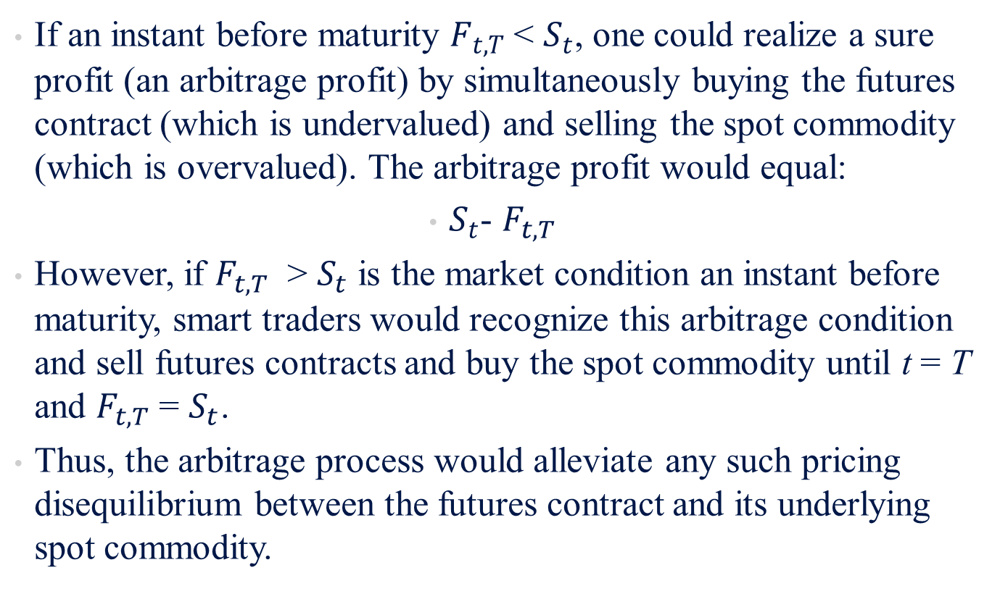 • If an instant before maturity F_{t,T} < S_t, one could realize a sure
profit (an arbitrage profit) by simultaneously buying the futures
contract (which is undervalued) and selling the spot commodity
(which is overvalued). The arbitrage profit would equal:
• S_t- F_{t,T}
• However, if F_{t,T} > S_t is the market condition an instant before
maturity, smart traders would recognize this arbitrage condition
and sell futures contracts and buy the spot commodity until t = T
and F_{t,T} = S_t.
• Thus, the arbitrage process would alleviate any such pricing
disequilibrium between the futures contract and its underlying
spot commodity.